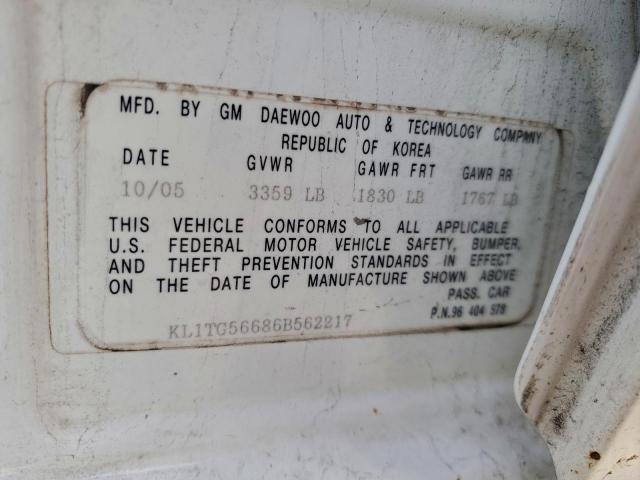 MFD. BY GM DAEWOO AUTO & TECHNOLOGY COMPANY
REPUBLIC OF KOREA
DATE GVWR GAWR FRT GAWR RR
10/05 3359 LB 1830 LB 1767 LB
THIS VEHICLE CONFORMS TO ALL APPLICABLE
U.S. FEDERAL MOTOR VEHICLE SAFETY, BUMPER,
AND THEFT PREVENTION STANDARDS IN EFFECT
ON THE DATE OF MANUFACTURE SHOWN ABOVE
PASS. CAR
KL1TG56686B562217 P.N.96 404 578